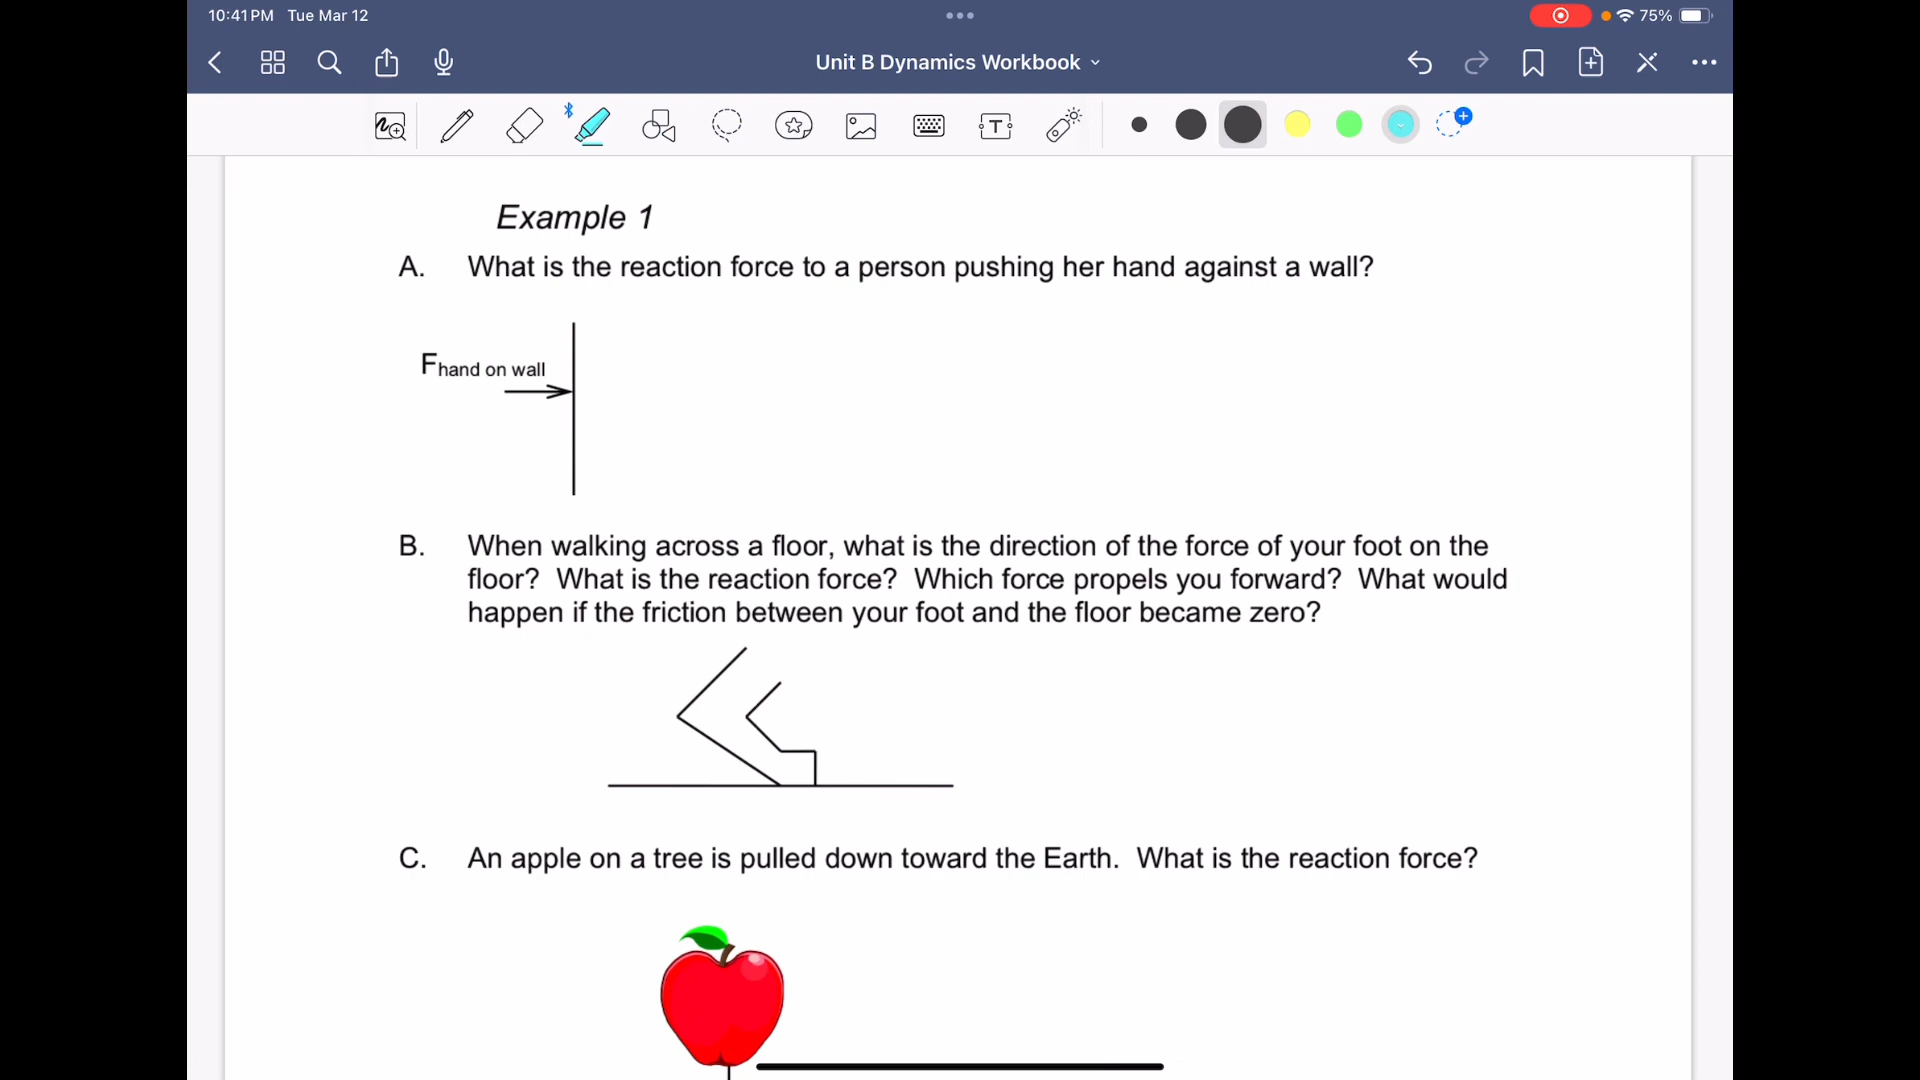 10:41 PM Tue Mar 12
75%
Unit B Dynamics Workbook
T
Example 1
A. What is the reaction force to a person pushing her hand against a wall?
Fhand on wall
B. When walking across a floor, what is the direction of the force of your foot on the
floor? What is the reaction force? Which force propels you forward? What would
happen if the friction between your foot and the floor became zero?
C. An apple on a tree is pulled down toward the Earth. What is the reaction force?